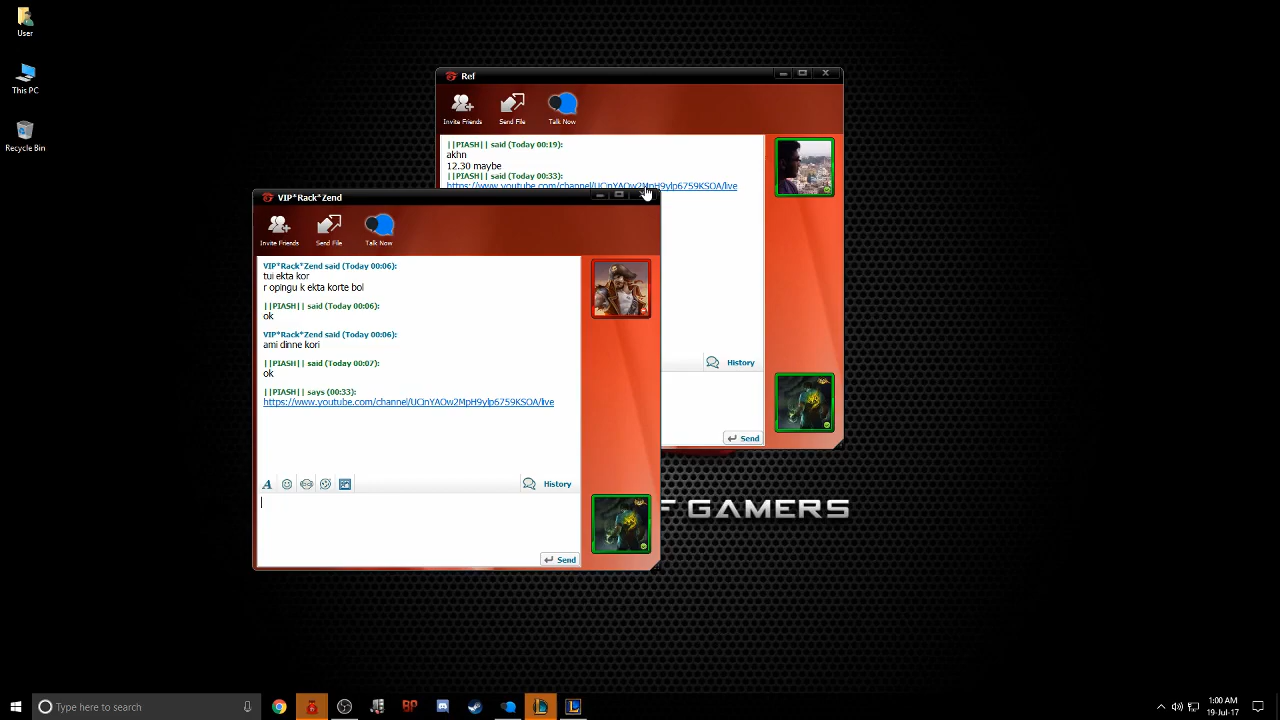 User
This PC
Recycle Bin
Ref
Invite Friends
Send File
Talk Now
||PIASH|| said (Today 00:19):
akhn
12.30 maybe
||PIASH|| said (Today 00:33):
History
Send
VIP*Rack*Zend
Invite Friends
Send File
Talk Now
VIP*Rack*Zend said (Today 00:06):
tui ekta kor
r opingu k ekta korte bol
||PIASH|| said (Today 00:06):
ok
VIP*Rack*Zend said (Today 00:06):
ami dinne kori
||PIASH|| said (Today 00:07):
ok
||PIASH|| says (00:33):
https://www.youtube.com/channel/UCinYAOw2MpH9ylp6759KSOA/live
A
History
Send
F GAMERS
Type here to search
BP
1:00 AM
19-Jul-17